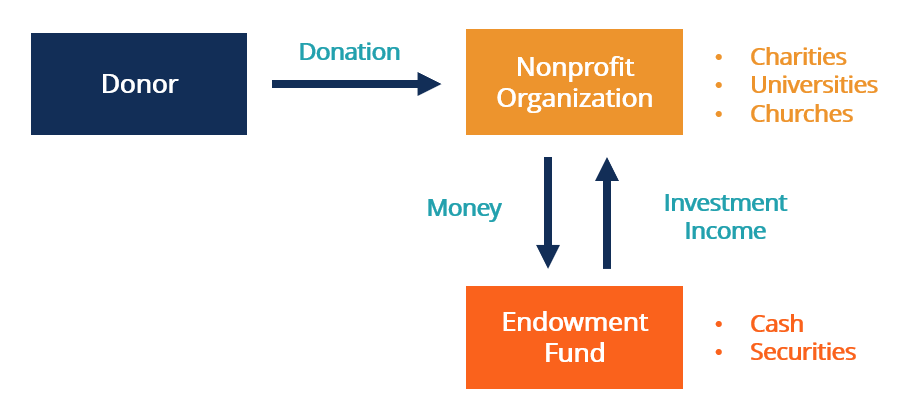 Donor
Donation
Nonprofit
Organization
• Charities
• Universities
• Churches
Money
Investment
Income
Endowment
Fund
• Cash
• Securities